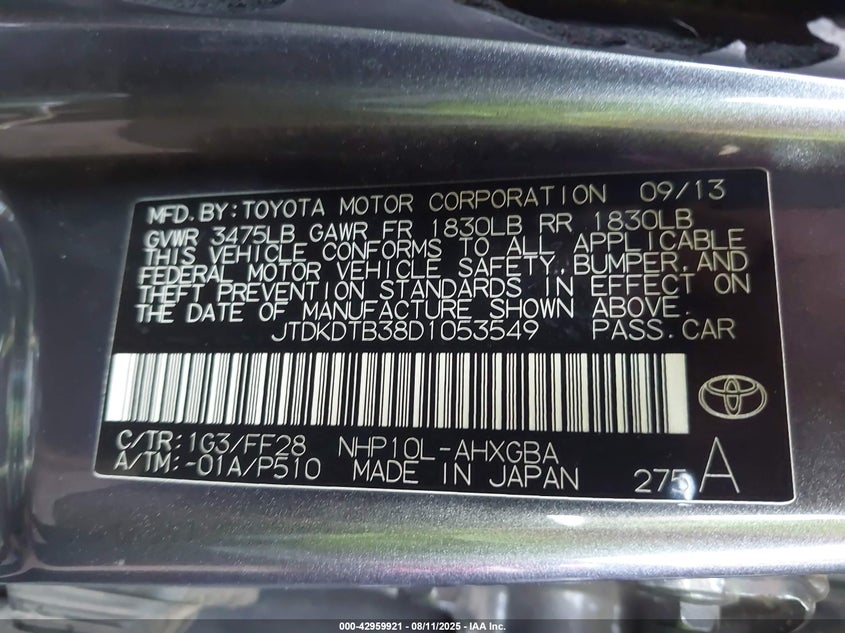 MFD. BY: TOYOTA MOTOR CORPORATION 09/13
GVWR 3475LB GAWR FR 1830LB RR 1830LB
THIS VEHICLE CONFORMS TO ALL APPLICABLE
FEDERAL MOTOR VEHICLE SAFETY, BUMPER, AND
THEFT PREVENTION STANDARDS IN EFFECT ON
THE DATE OF MANUFACTURE SHOWN ABOVE.
JTDKDTB38D1053549 PASS. CAR
C/TR: 1G3/FF28 NHP10L-AHXGBA
A/TM: -01A/P510 MADE IN JAPAN 275 A
000-42959921 - 08/11/2025 - IAA Inc.